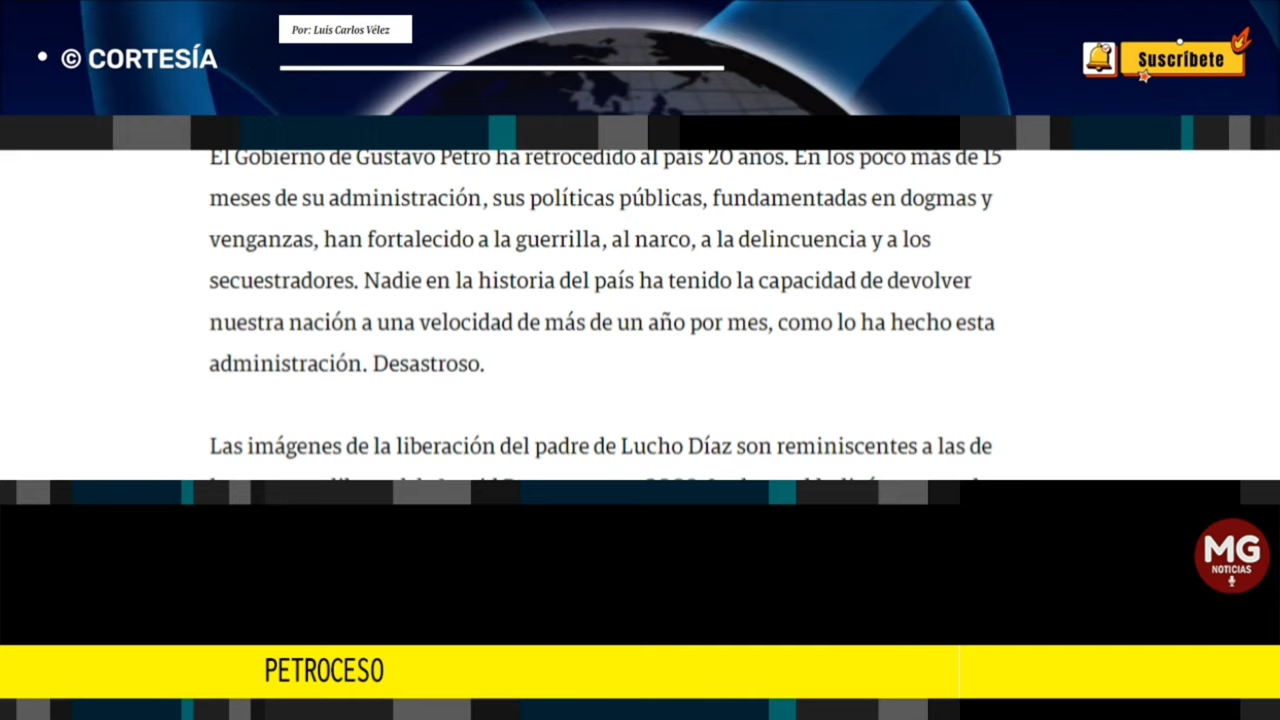 Por: Luis Carlos Vélez
© CORTESÍA
Suscríbete
El Gobierno de Gustavo Petro ha retrocedido al país 20 años. En los poco más de 15
meses de su administración, sus políticas públicas, fundamentadas en dogmas y
venganzas, han fortalecido a la guerrilla, al narco, a la delincuencia y a los
secuestradores. Nadie en la historia del país ha tenido la capacidad de devolver
nuestra nación a una velocidad de más de un año por mes, como lo ha hecho esta
administración. Desastroso.
Las imágenes de la liberación del padre de Lucho Díaz son reminiscentes a las de
MG
NOTICIAS
PETROCESO